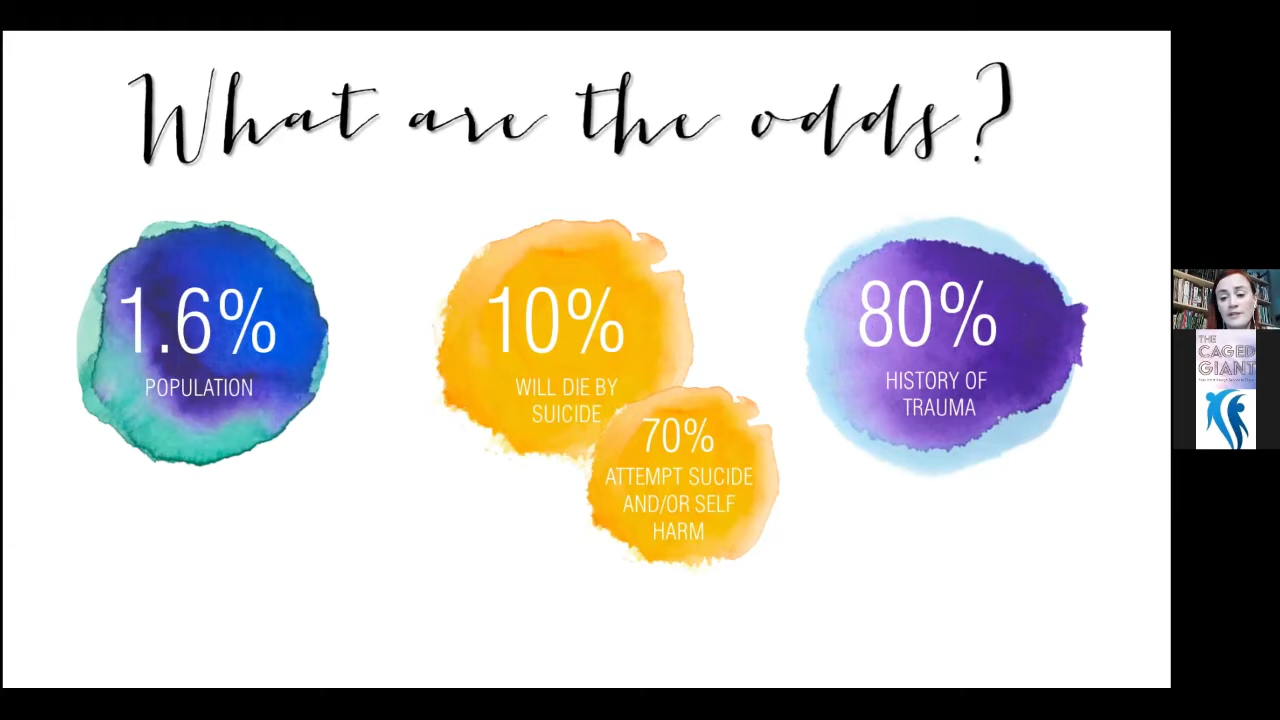 What are the odds?
1.6%
POPULATION
10%
WILL DIE BY
SUICIDE
70%
ATTEMPT SUCIDE
AND/OR SELF
HARM
80%
HISTORY OF
TRAUMA
THE
CAGED
GIANT